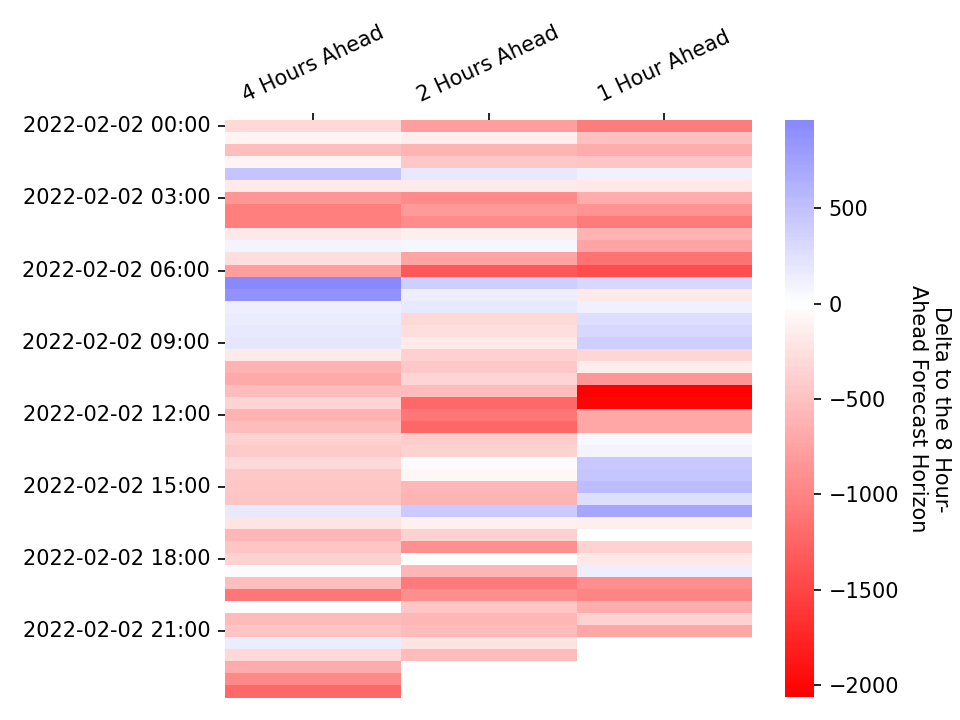 4 Hours Ahead
2 Hours Ahead
1 Hour Ahead
2022-02-02 00:00
2022-02-02 03:00
2022-02-02 06:00
2022-02-02 09:00
2022-02-02 12:00
2022-02-02 15:00
2022-02-02 18:00
2022-02-02 21:00
500
0
−500
−1000
−1500
−2000
Delta to the 8 Hour-
Ahead Forecast Horizon